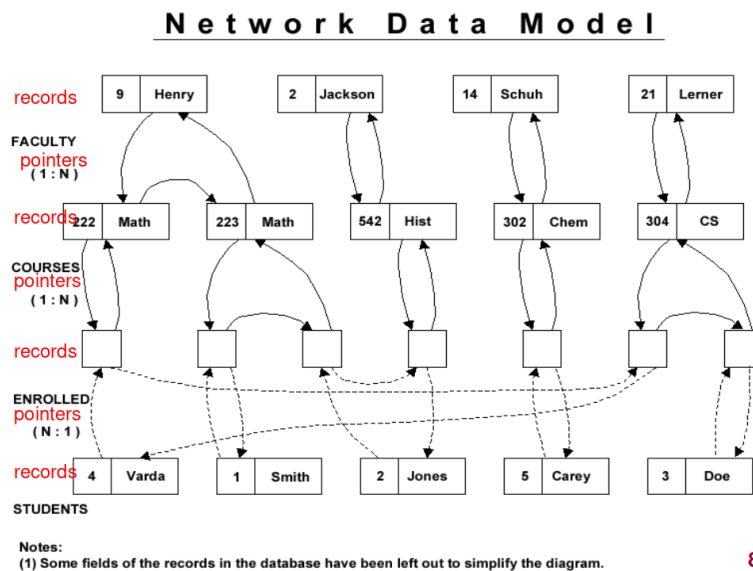 Network Data Model
records 9 Henry 2 Jackson 14 Schuh 21 Lerner
FACULTY
pointers
( 1 : N )
records 222 Math 223 Math 542 Hist 302 Chem 304 CS
COURSES
pointers
( 1 : N )
records
ENROLLED
pointers
( N : 1 )
records 4 Varda 1 Smith 2 Jones 5 Carey 3 Doe
STUDENTS
Notes:
(1) Some fields of the records in the database have been left out to simplify the diagram.